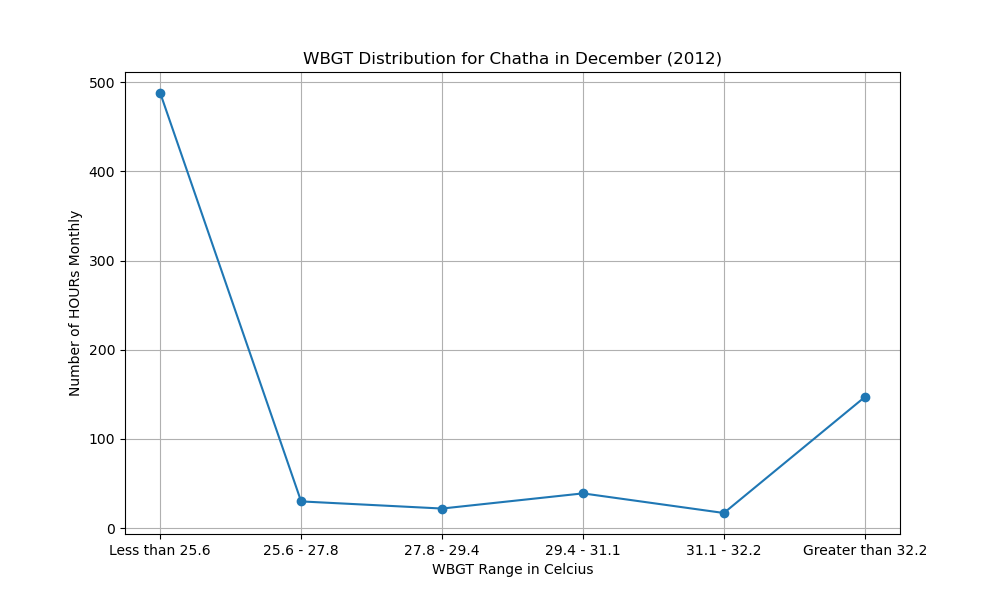 WBGT Distribution for Chatha in December (2012)
Number of HOURs Monthly
500
400
300
200
100
0
Less than 25.6
25.6 - 27.8
27.8 - 29.4
29.4 - 31.1
31.1 - 32.2
Greater than 32.2
WBGT Range in Celcius